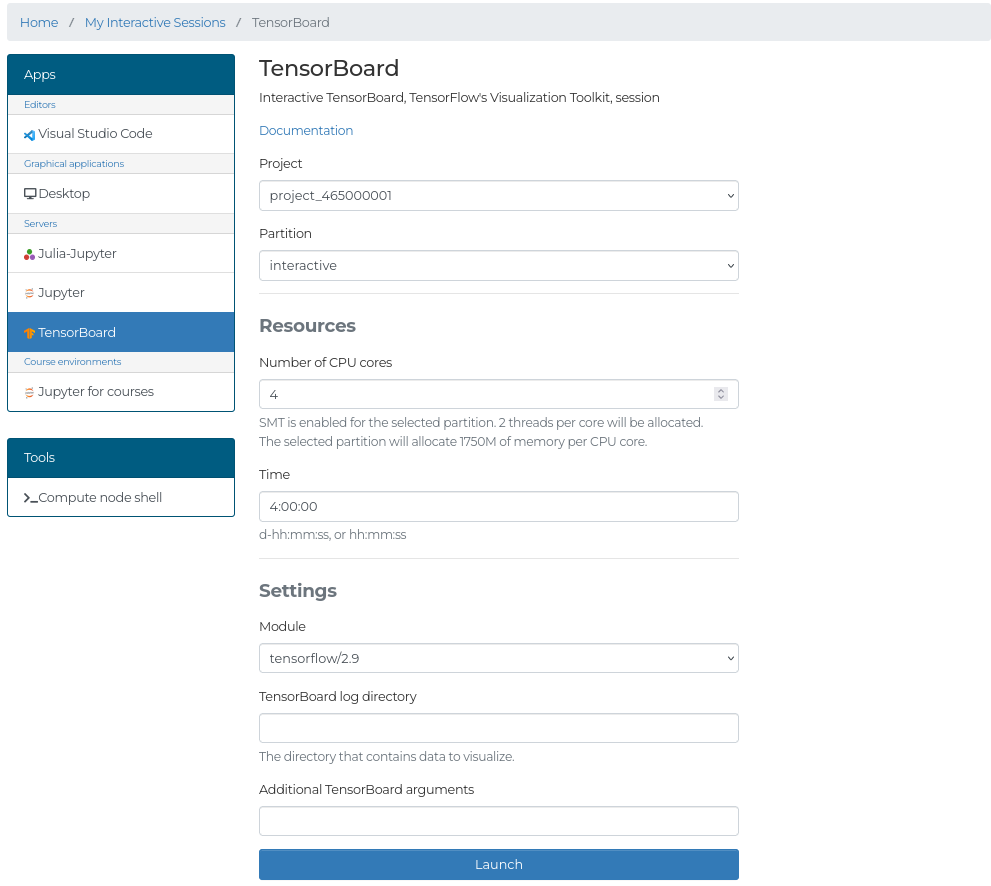 Home / My Interactive Sessions / TensorBoard
Apps
Editors
Visual Studio Code
Graphical applications
Desktop
Servers
Julia-Jupyter
Jupyter
TensorBoard
Course environments
Jupyter for courses
Tools
Compute node shell
TensorBoard
Interactive TensorBoard, TensorFlow's Visualization Toolkit, session
Documentation
Project
project_465000001
Partition
interactive
Resources
Number of CPU cores
4
SMT is enabled for the selected partition. 2 threads per core will be allocated.
The selected partition will allocate 1750M of memory per CPU core.
Time
4:00:00
d-hh:mm:ss, or hh:mm:ss
Settings
Module
tensorflow/2.9
TensorBoard log directory
The directory that contains data to visualize.
Additional TensorBoard arguments
Launch